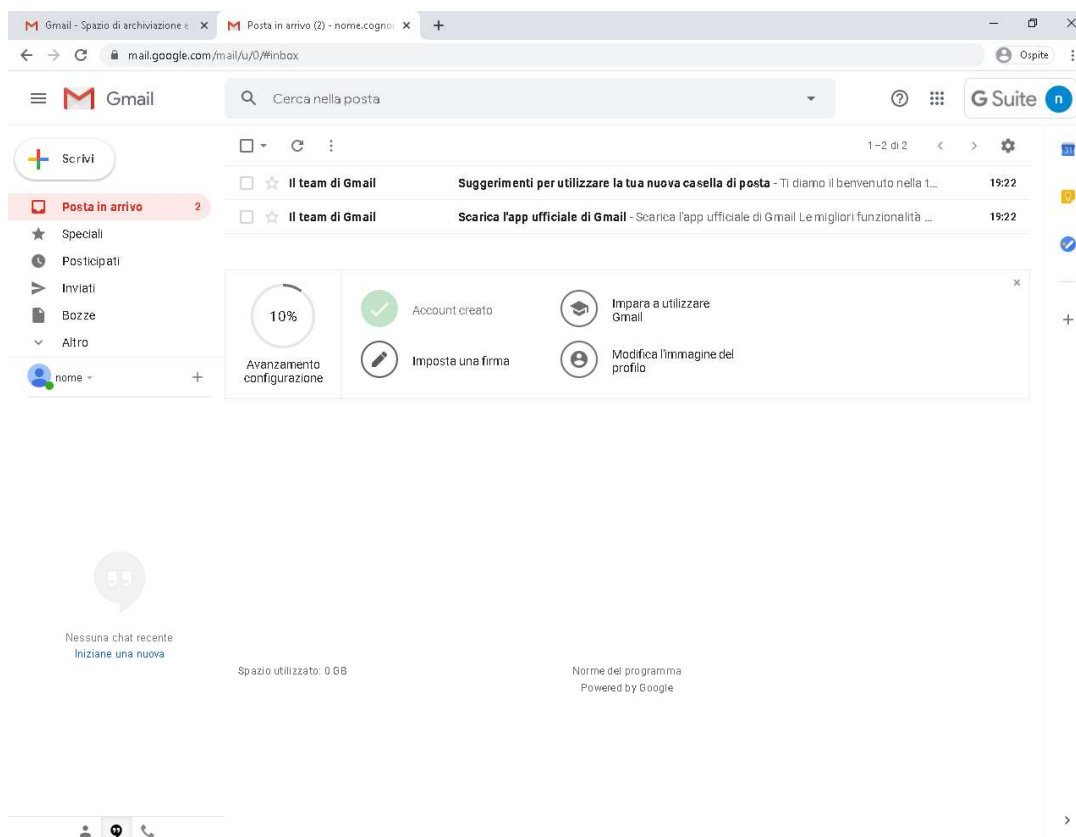 Gmail - Spazio di archiviazione e
Posta in arrivo (2) - nome.cogno
mail.google.com/mail/u/0/#inbox
Ospite
Gmail
Cerca nella posta
G Suite
n
Scrivi
1–2 di 2
31
Il team di Gmail Suggerimenti per utilizzare la tua nuova casella di posta - Ti diamo il benvenuto nella t... 19:22
Posta in arrivo 2
Il team di Gmail Scarica l'app ufficiale di Gmail - Scarica l'app ufficiale di Gmail Le migliori funzionalità ... 19:22
Speciali
Posticipati
Inviati
Bozze
Altro
nome
10%
Avanzamento
configurazione
Account creato
Imposta una firma
Impara a utilizzare
Gmail
Modifica l'immagine del
profilo
Nessuna chat recente
Iniziane una nuova
Spazio utilizzato: 0 GB
Norme del programma
Powered by Google